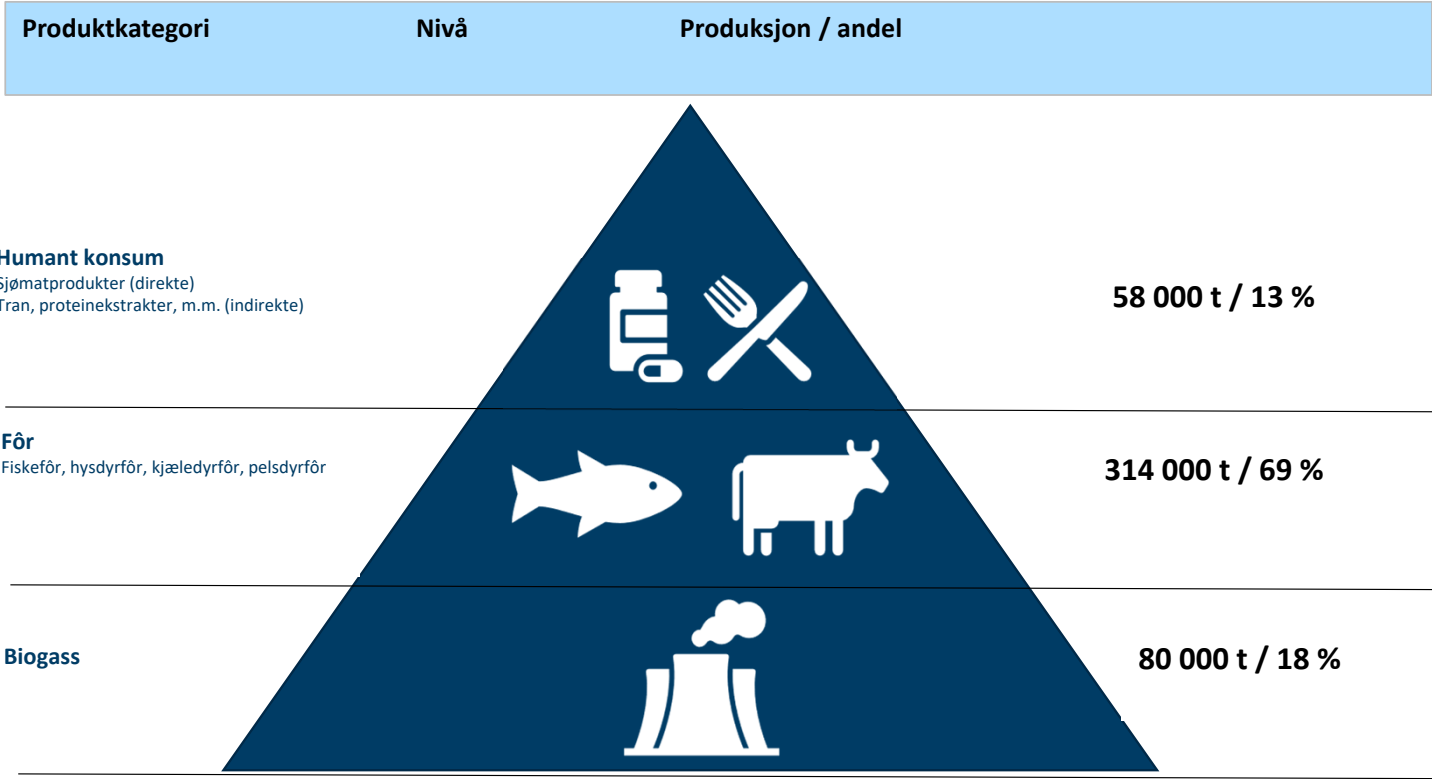 Produktkategori Nivå Produksjon / andel
Humant konsum
Sjømatprodukter (direkte)
Tran, proteinekstrakter, m.m. (indirekte)
58 000 t / 13 %
Fôr
Fiskefôr, hysdyrfôr, kjæledyrfôr, pelsdyrfôr
314 000 t / 69 %
Biogass
80 000 t / 18 %